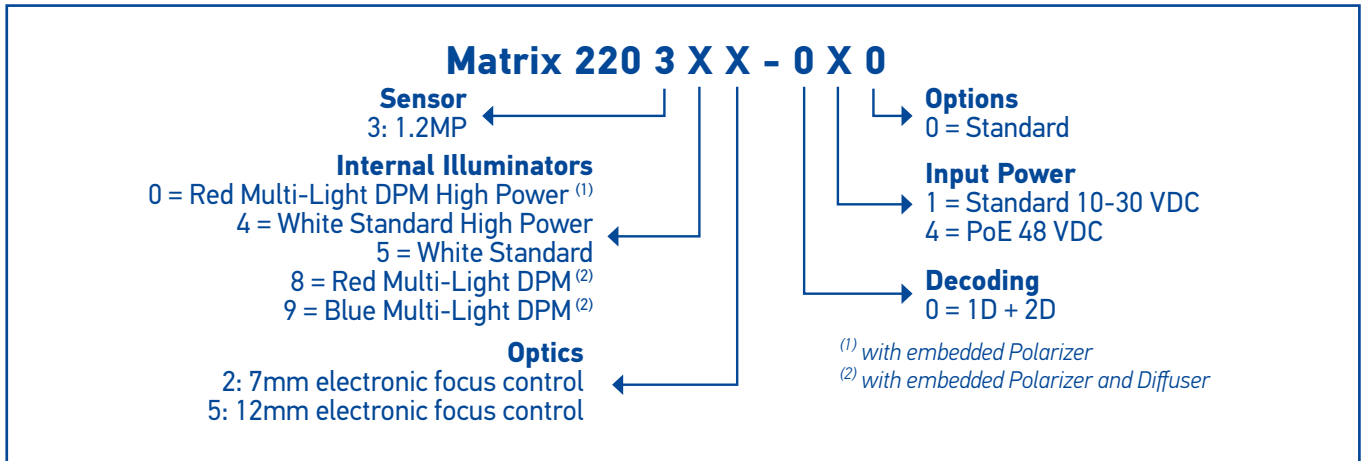 Matrix 220 3 X X - 0 X 0
Sensor
3: 1.2MP
Internal Illuminators
0 = Red Multi-Light DPM High Power (1)
4 = White Standard High Power
5 = White Standard
8 = Red Multi-Light DPM (2)
9 = Blue Multi-Light DPM (2)
Optics
2: 7mm electronic focus control
5: 12mm electronic focus control
Options
0 = Standard
Input Power
1 = Standard 10-30 VDC
4 = PoE 48 VDC
Decoding
0 = 1D + 2D
(1) with embedded Polarizer
(2) with embedded Polarizer and Diffuser